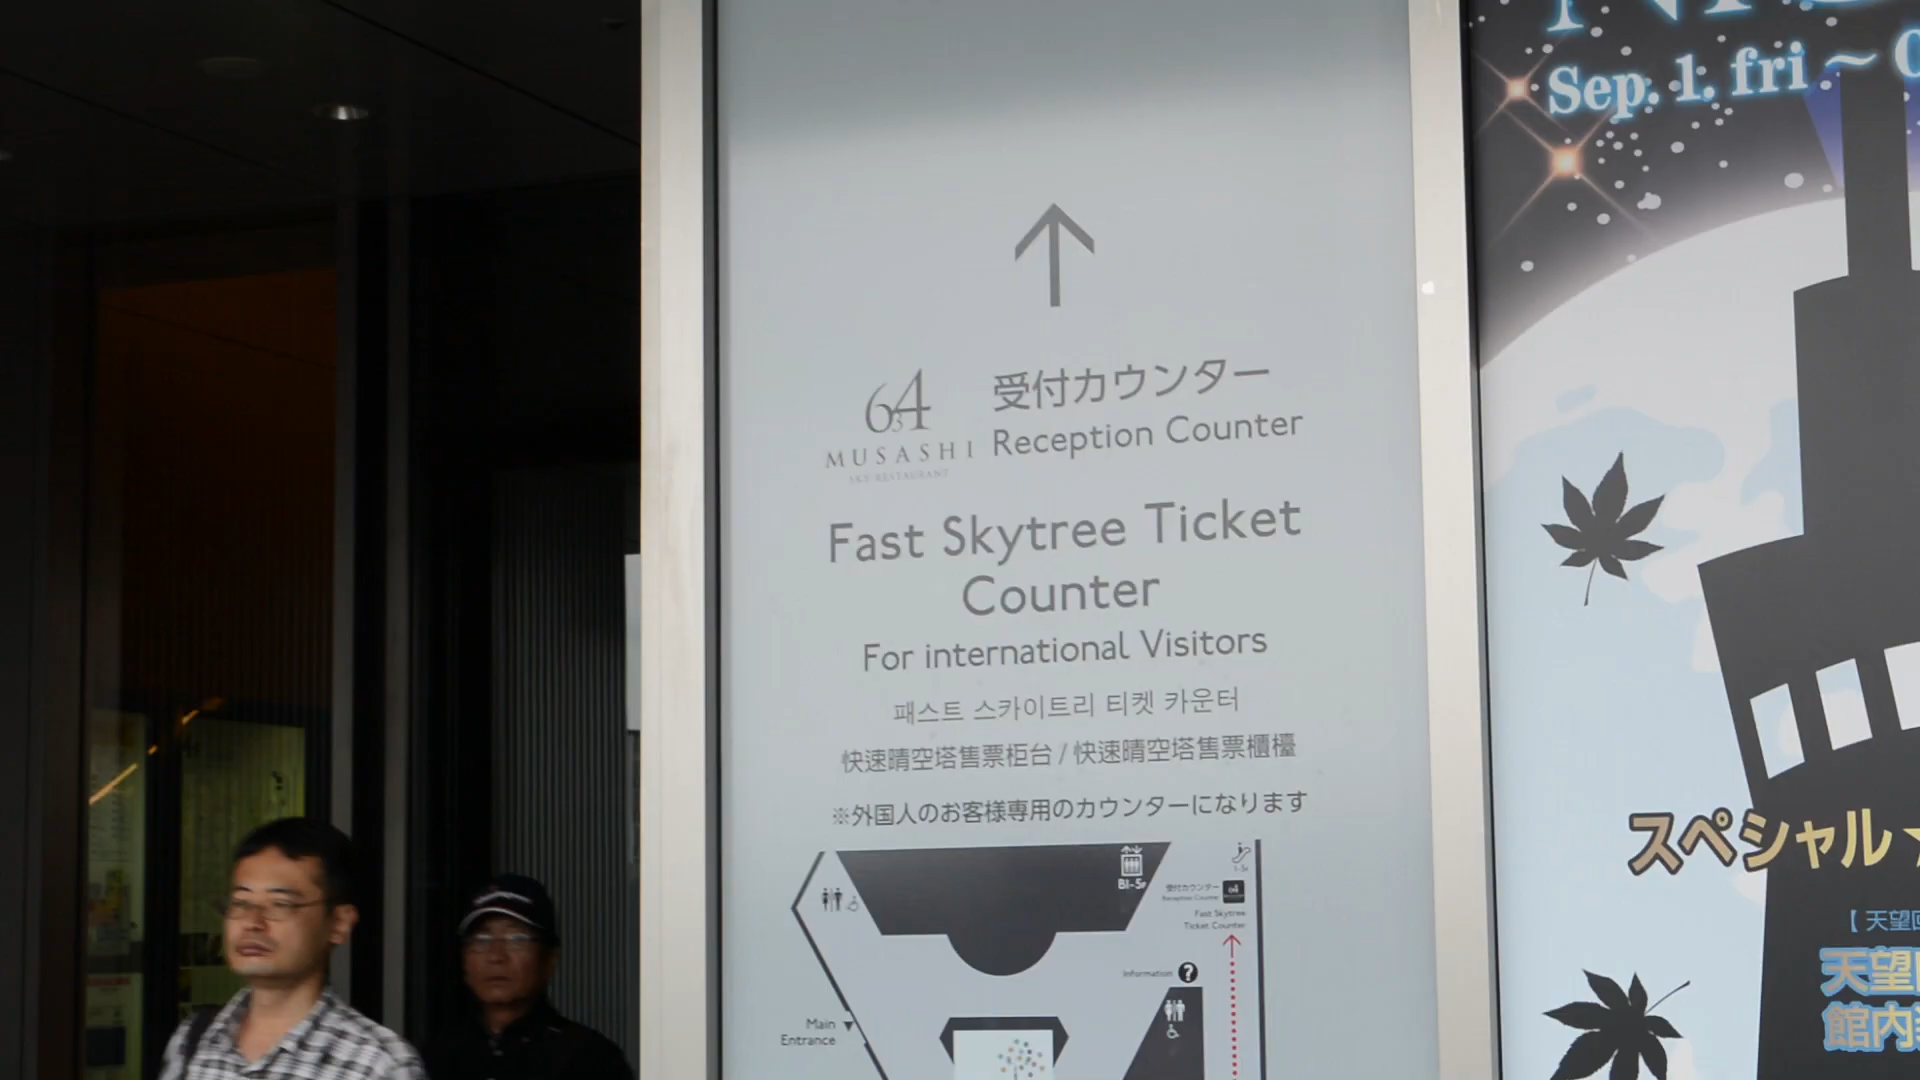 Sep. 1. fri ～
受付カウンター
634
Reception Counter
MUSASHI
SKY RESTAURANT
Fast Skytree Ticket
Counter
For international Visitors
패스트 스카이트리 티켓 카운터
快速晴空塔售票柜台 / 快速晴空塔售票櫃檯
※外国人のお客様専用のカウンターになります
スペシャル
B1-5F
受付カウンター
Reception Counter
Fast Skytree
Ticket Counter
【 天望
天望
館内
Information
?
Main
Entrance